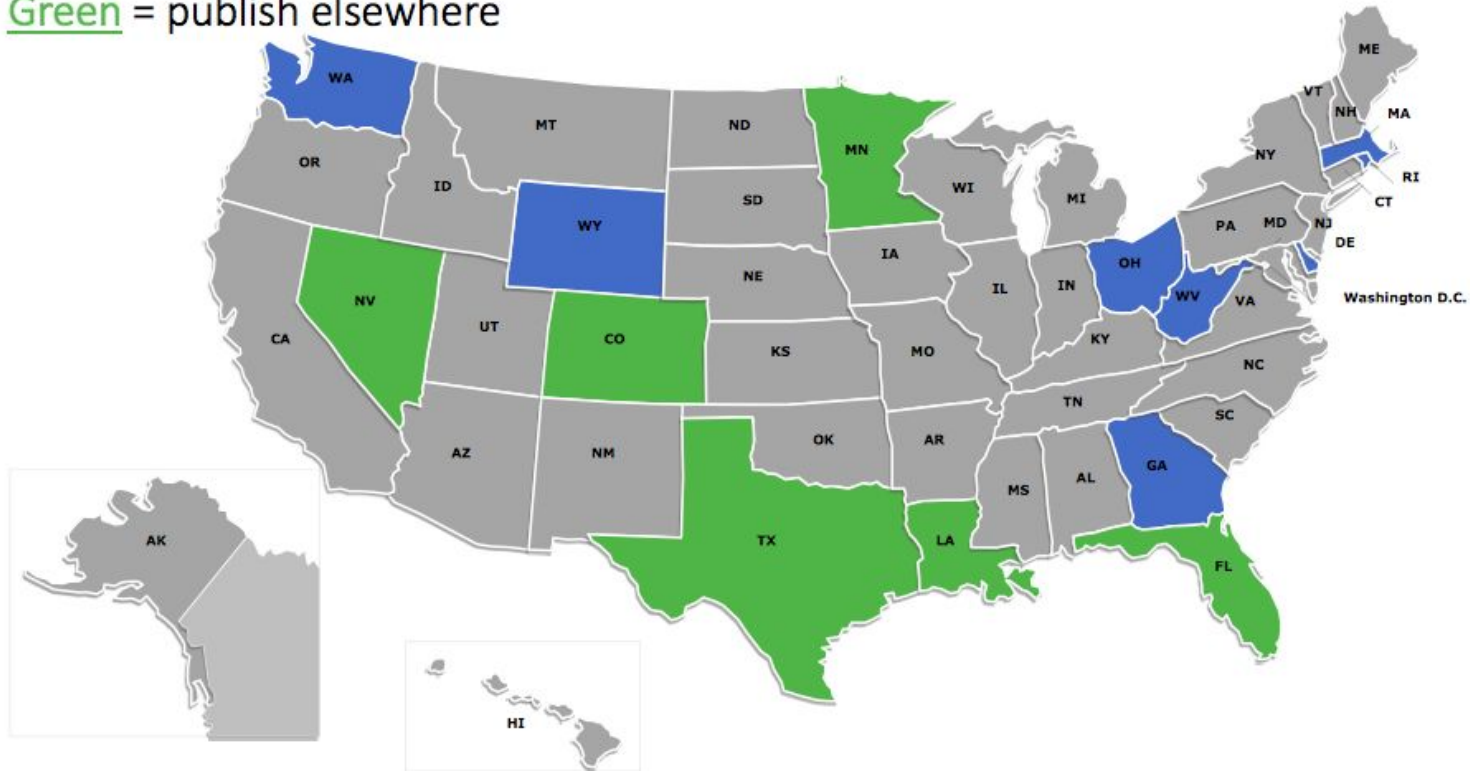 Green = publish elsewhere
ME
WA
VT
NH
MA
MT
ND
MN
OR
NY
ID
WI
RI
SD
MI
CT
WY
PA
MD
NJ
DE
IA
OH
NE
NV
IL
IN
WV
VA
Washington D.C.
UT
CO
CA
KS
MO
KY
NC
TN
SC
OK
AR
AZ
NM
GA
MS
AL
AK
TX
LA
FL
HI